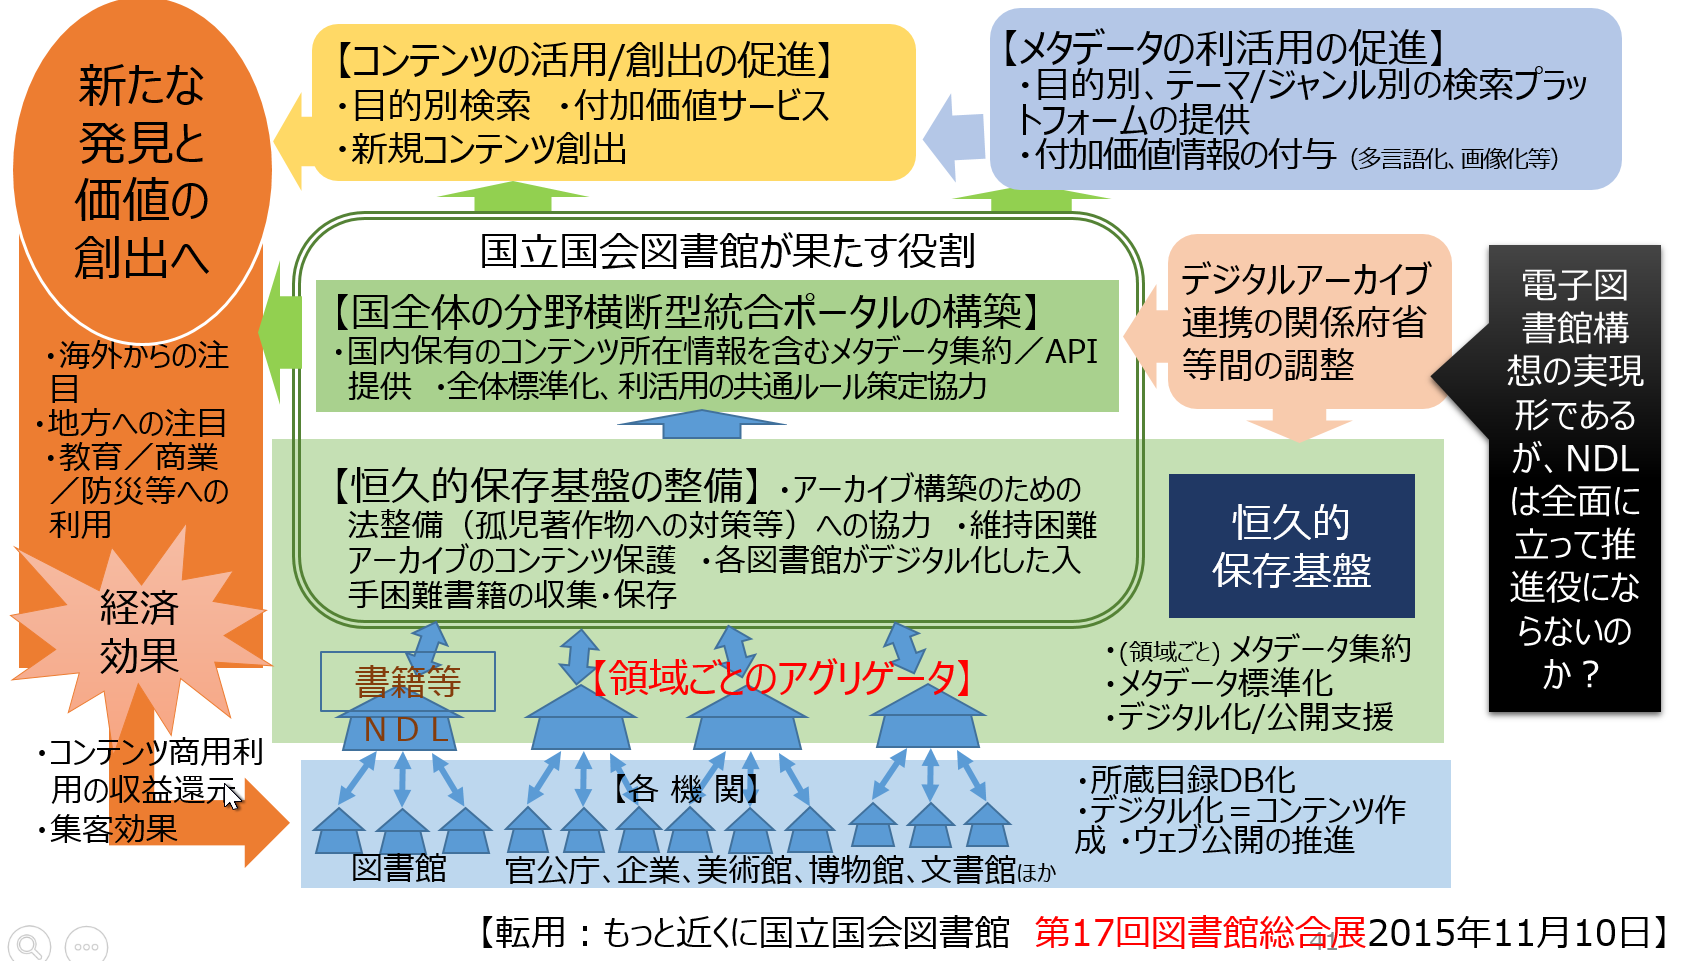 新たな
発見と
価値の
創出へ
【コンテンツの活用/創出の促進】
・目的別検索　・付加価値サービス
・新規コンテンツ創出
【メタデータの利活用の促進】
・目的別、テーマ/ジャンル別の検索プラッ
トフォームの提供
・付加価値情報の付与（多言語化、画像化等）
国立国会図書館が果たす役割
【国全体の分野横断型統合ポータルの構築】
・国内保有のコンテンツ所在情報を含むメタデータ集約／API
提供　・全体標準化、利活用の共通ルール策定協力
デジタルアーカイブ
連携の関係府省
等間の調整
電子図
書館構
想の実現
形である
が、NDL
は全面に
立って推
進役にな
らないの
か？
・海外からの注
目
・地方への注目
・教育／商業
／防災等への
利用
【恒久的保存基盤の整備】・アーカイブ構築のための
法整備（孤児著作物への対策等）への協力　・維持困難
アーカイブのコンテンツ保護　・各図書館がデジタル化した入
手困難書籍の収集・保存
恒久的
保存基盤
経済
効果
書籍等
ＮＤＬ
【領域ごとのアグリゲータ】
・(領域ごと) メタデータ集約
・メタデータ標準化
・デジタル化/公開支援
・コンテンツ商用利
用の収益還元
・集客効果
【各 機 関】
図書館
官公庁、企業、美術館、博物館、文書館ほか
・所蔵目録DB化
・デジタル化＝コンテンツ作
成 ・ウェブ公開の推進
【転用：もっと近くに国立国会図書館　第17回図書館総合展2015年11月10日】
41